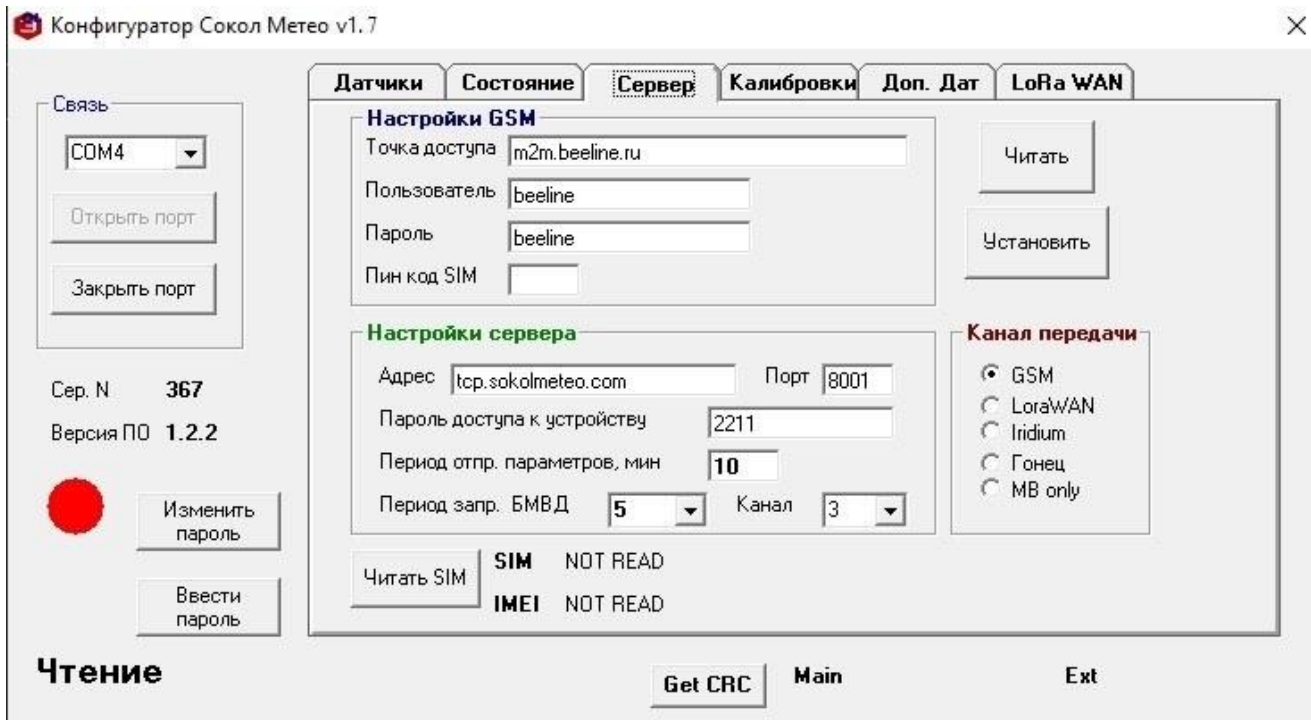 Конфигуратор Сокол Метео v1.7
Связь
COM4
Открыть порт
Закрыть порт
Сер. N 367
Версия ПО 1.2.2
Изменить
пароль
Ввести
пароль
Чтение
Датчики Состояние Сервер Калибровки Доп. Дат LoRa WAN
Настройки GSM
Точка доступа m2m.beeline.ru
Пользователь beeline
Пароль beeline
Пин код SIM
Читать
Установить
Настройки сервера
Адрес tcp.sokolmeteo.com Порт 8001
Пароль доступа к устройству 2211
Период отпр. параметров, мин 10
Период запр. БМВД 5 Канал 3
Канал передачи
GSM
LoraWAN
Iridium
Гонец
MB only
Читать SIM
SIM NOT READ
IMEI NOT READ
Get CRC Main Ext